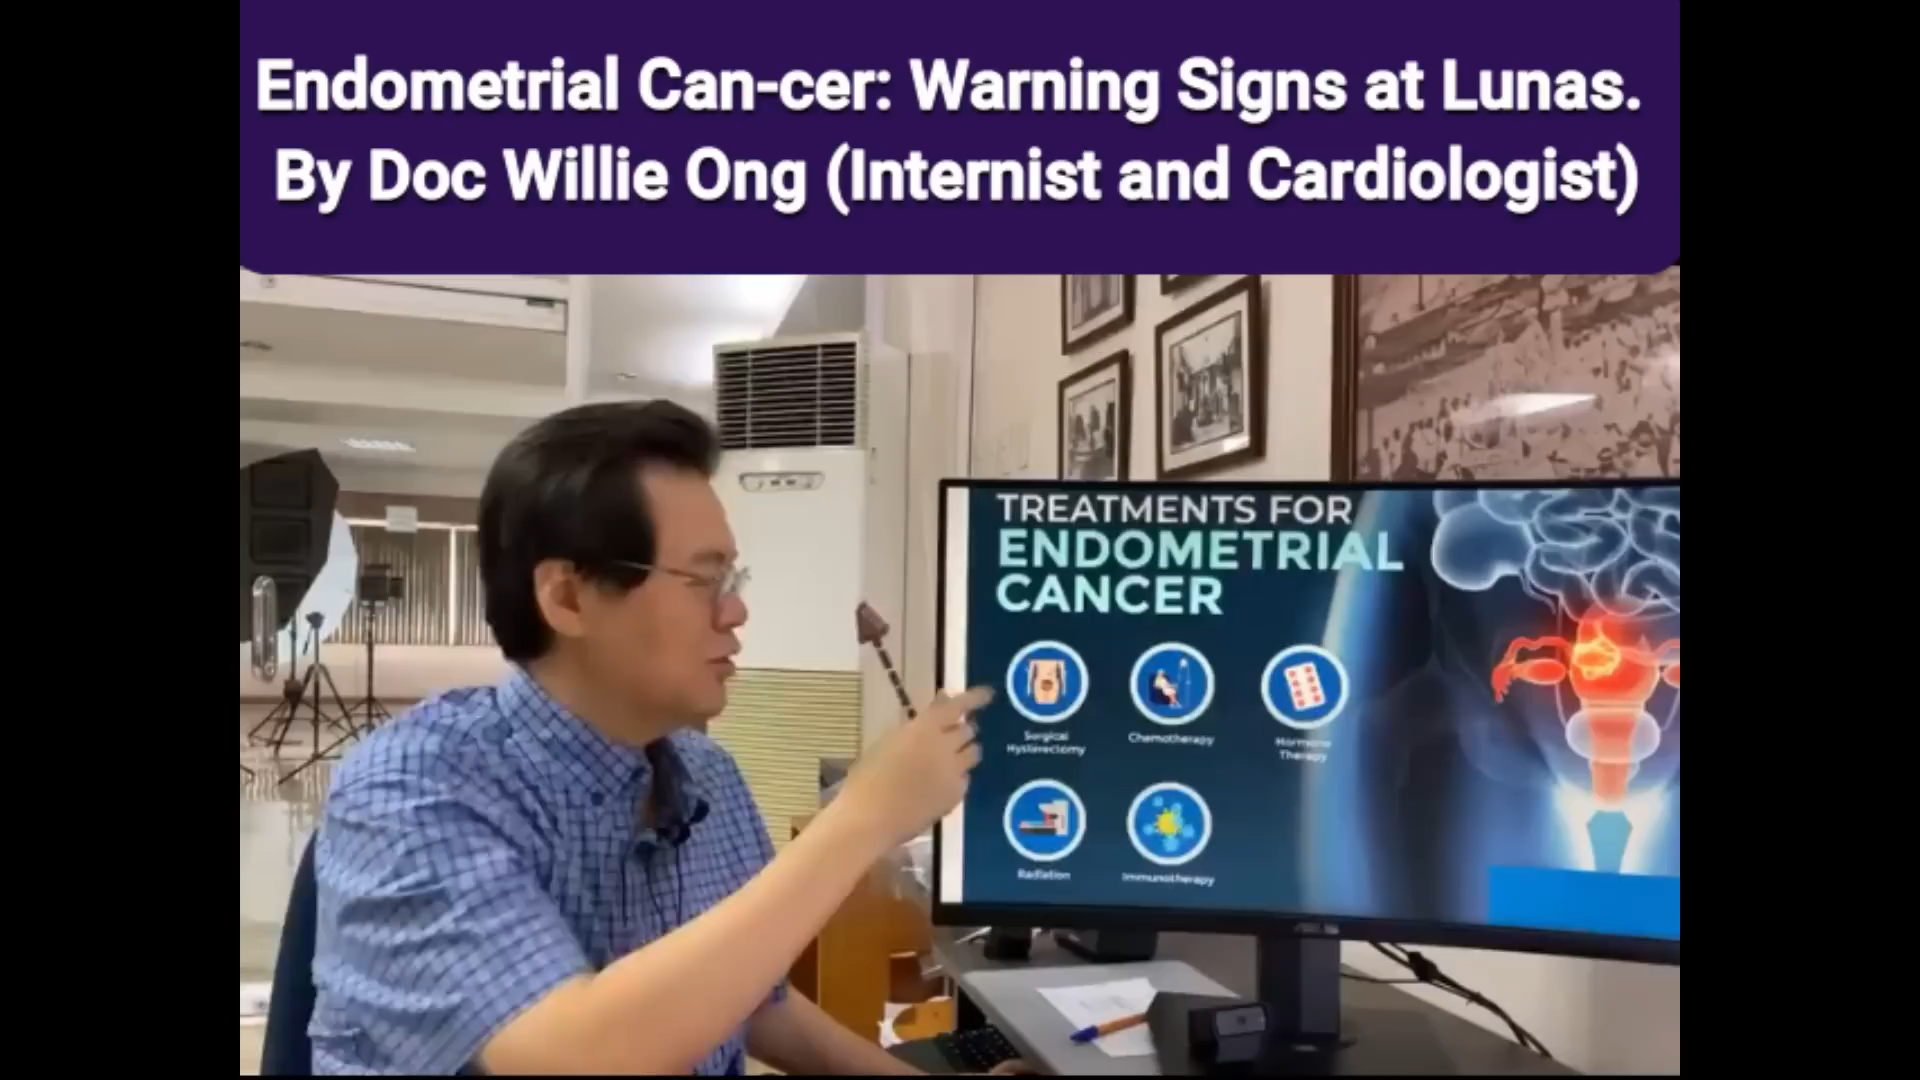 Endometrial Can-cer: Warning Signs at Lunas.
By Doc Willie Ong (Internist and Cardiologist)
TREATMENTS FOR
ENDOMETRIAL
CANCER
Surgical
Hysterectomy
Chemotherapy
Hormone
Therapy
Radiation
Immunotherapy